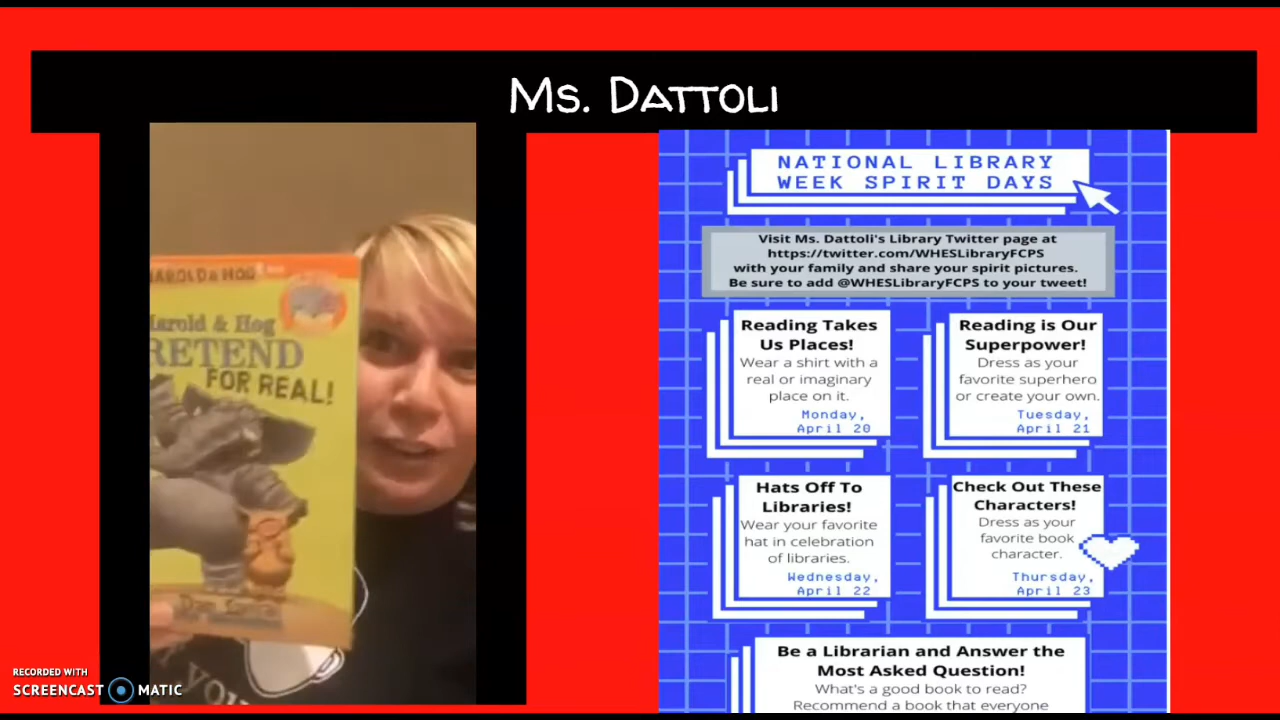 Ms. Dattoli
HAROLD & HOG
Harold & Hog
RETEND
FOR REAL!
YOU
NATIONAL LIBRARY
WEEK SPIRIT DAYS
Visit Ms. Dattoli's Library Twitter page at
https://twitter.com/WHESLibraryFCPS
with your family and share your spirit pictures.
Be sure to add @WHESLibraryFCPS to your tweet!
Reading Takes
Us Places!
Wear a shirt with a
real or imaginary
place on it.
Monday,
April 20
Reading is Our
Superpower!
Dress as your
favorite superhero
or create your own.
Tuesday,
April 21
Hats Off To
Libraries!
Wear your favorite
hat in celebration
of libraries.
Wednesday,
April 22
Check Out These
Characters!
Dress as your
favorite book
character.
Thursday,
April 23
Be a Librarian and Answer the
Most Asked Question!
What's a good book to read?
Recommend a book that everyone
RECORDED WITH
SCREENCAST MATIC